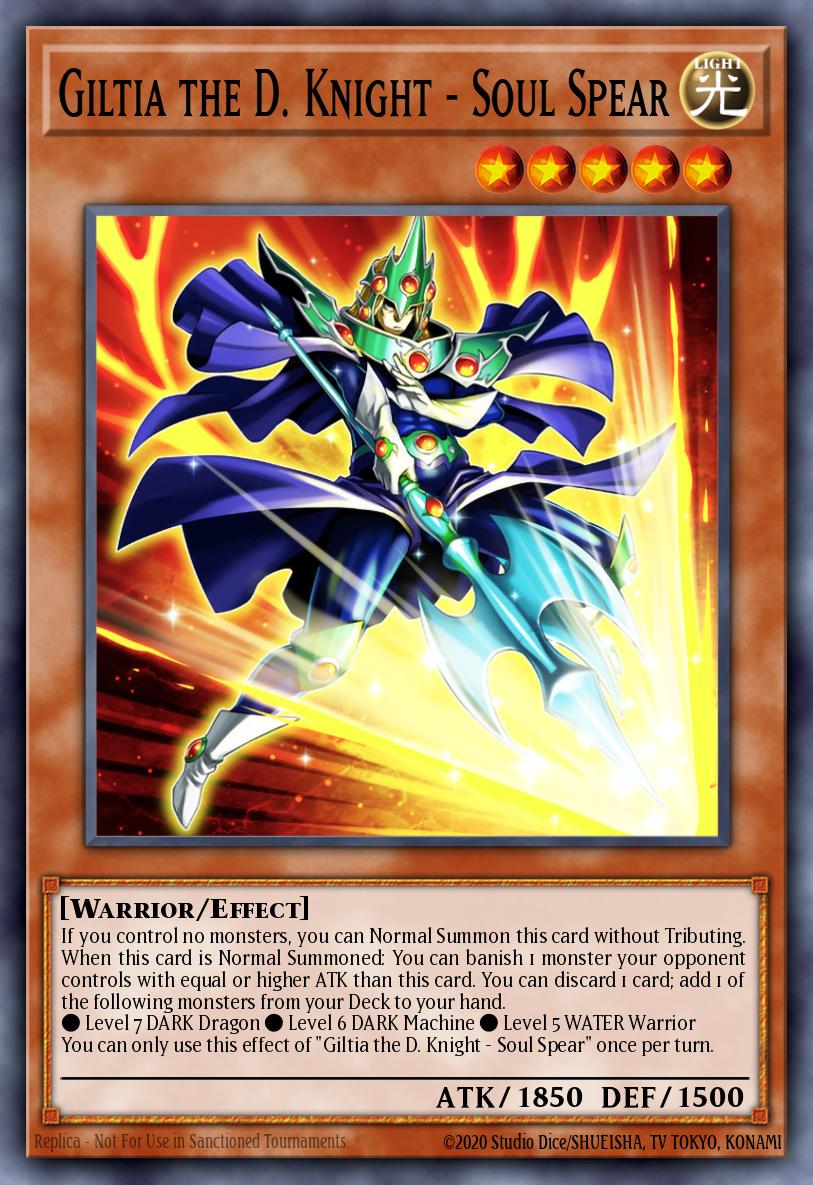 Giltia the D. Knight - Soul Spear
LIGHT
光
[Warrior/Effect]
If you control no monsters, you can Normal Summon this card without Tributing.
When this card is Normal Summoned: You can banish 1 monster your opponent
controls with equal or higher ATK than this card. You can discard 1 card; add 1 of
the following monsters from your Deck to your hand.
● Level 7 DARK Dragon ● Level 6 DARK Machine ● Level 5 WATER Warrior
You can only use this effect of "Giltia the D. Knight - Soul Spear" once per turn.
ATK/1850 DEF/1500
Replica - Not For Use in Sanctioned Tournaments.
©2020 Studio Dice/SHUEISHA, TV TOKYO, KONAMI